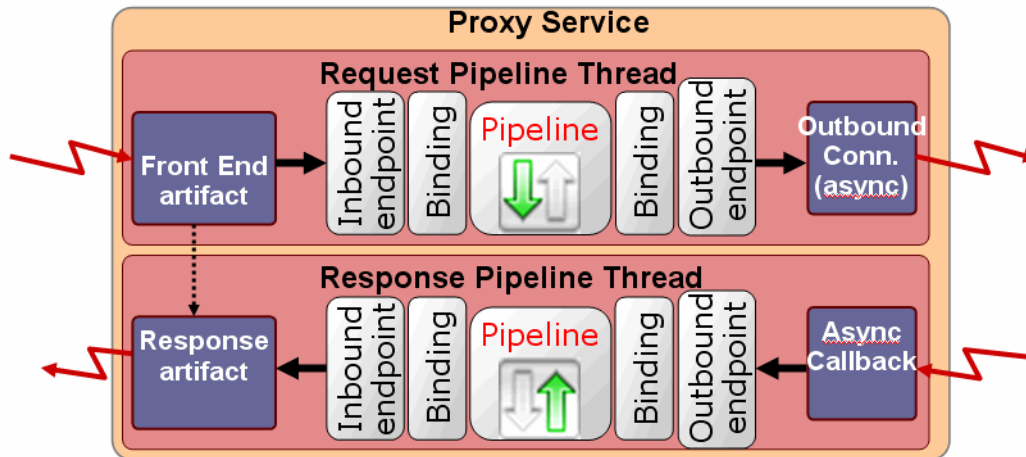 Proxy Service
Request Pipeline Thread
Front End
artifact
Inbound
endpoint
Binding
Pipeline
Binding
Outbound
endpoint
Outbound
Conn.
(async)
Response Pipeline Thread
Response
artifact
Inbound
endpoint
Binding
Pipeline
Binding
Outbound
endpoint
Async
Callback